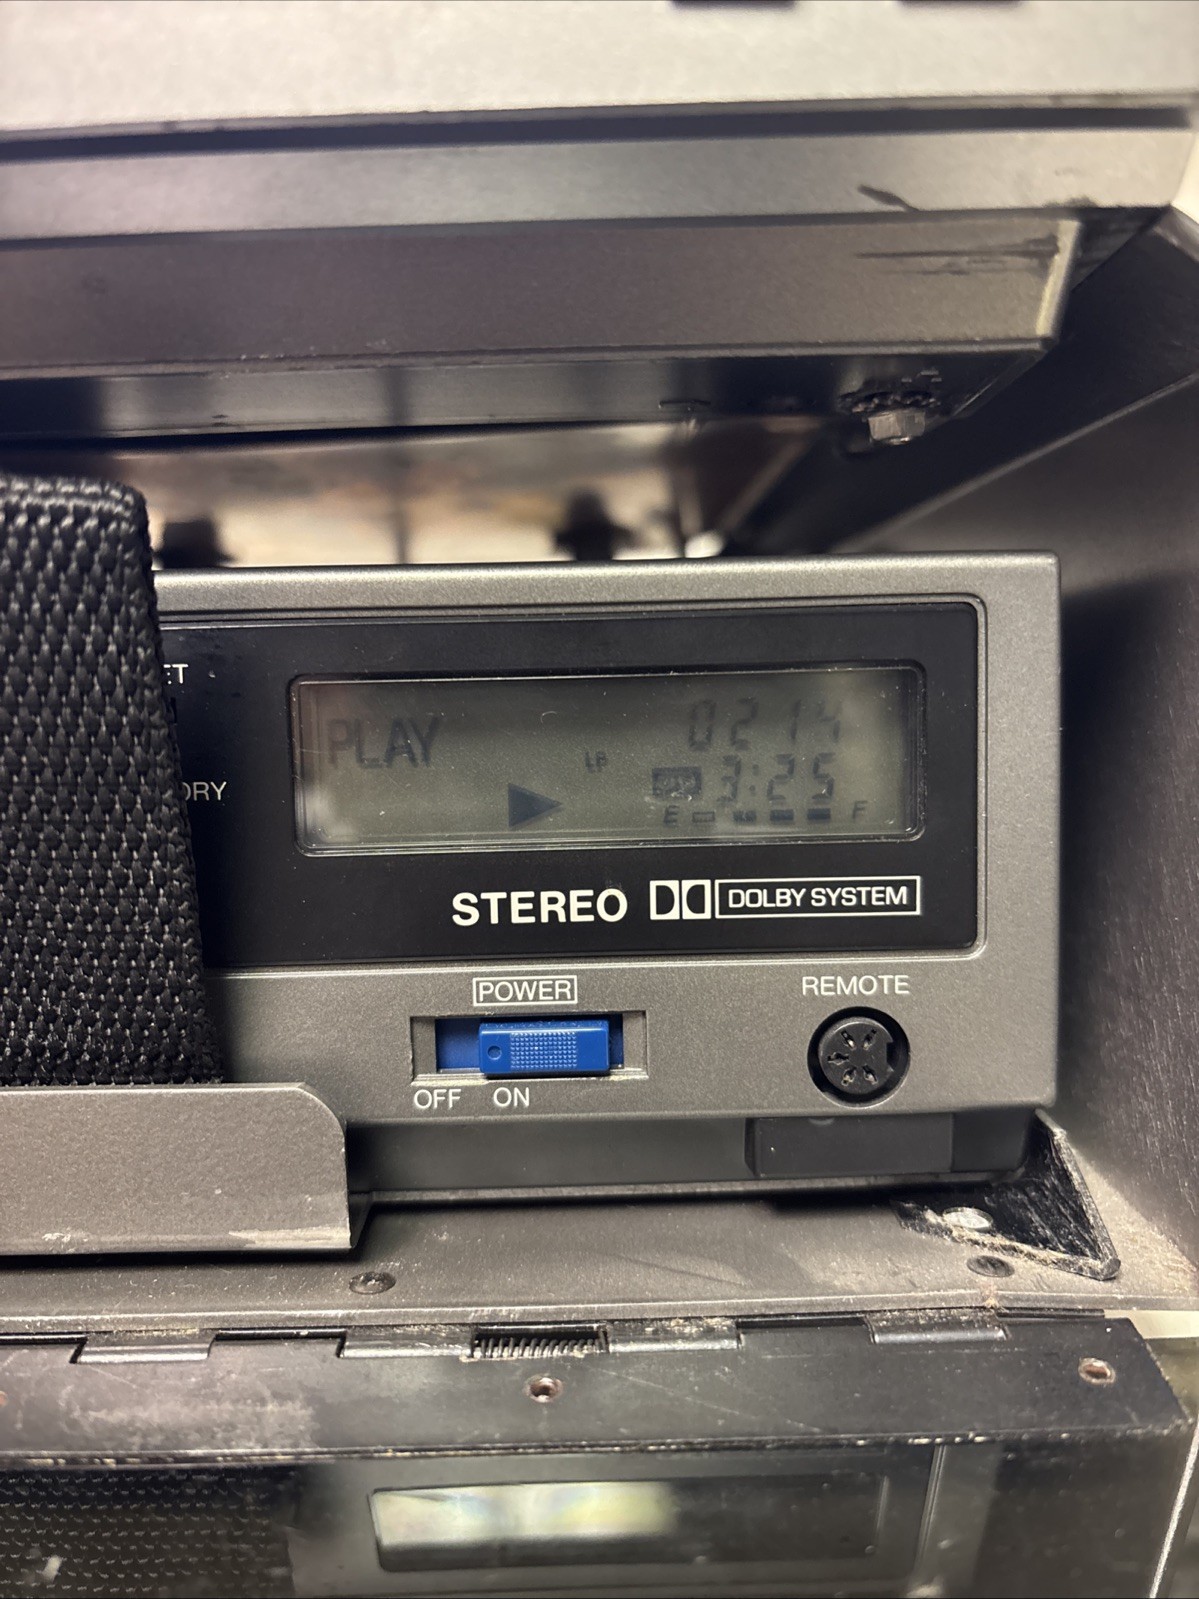 ET
ORY
PLAY
LP
0214
3:25
E F
STEREO DOLBY SYSTEM
POWER
OFF ON
REMOTE